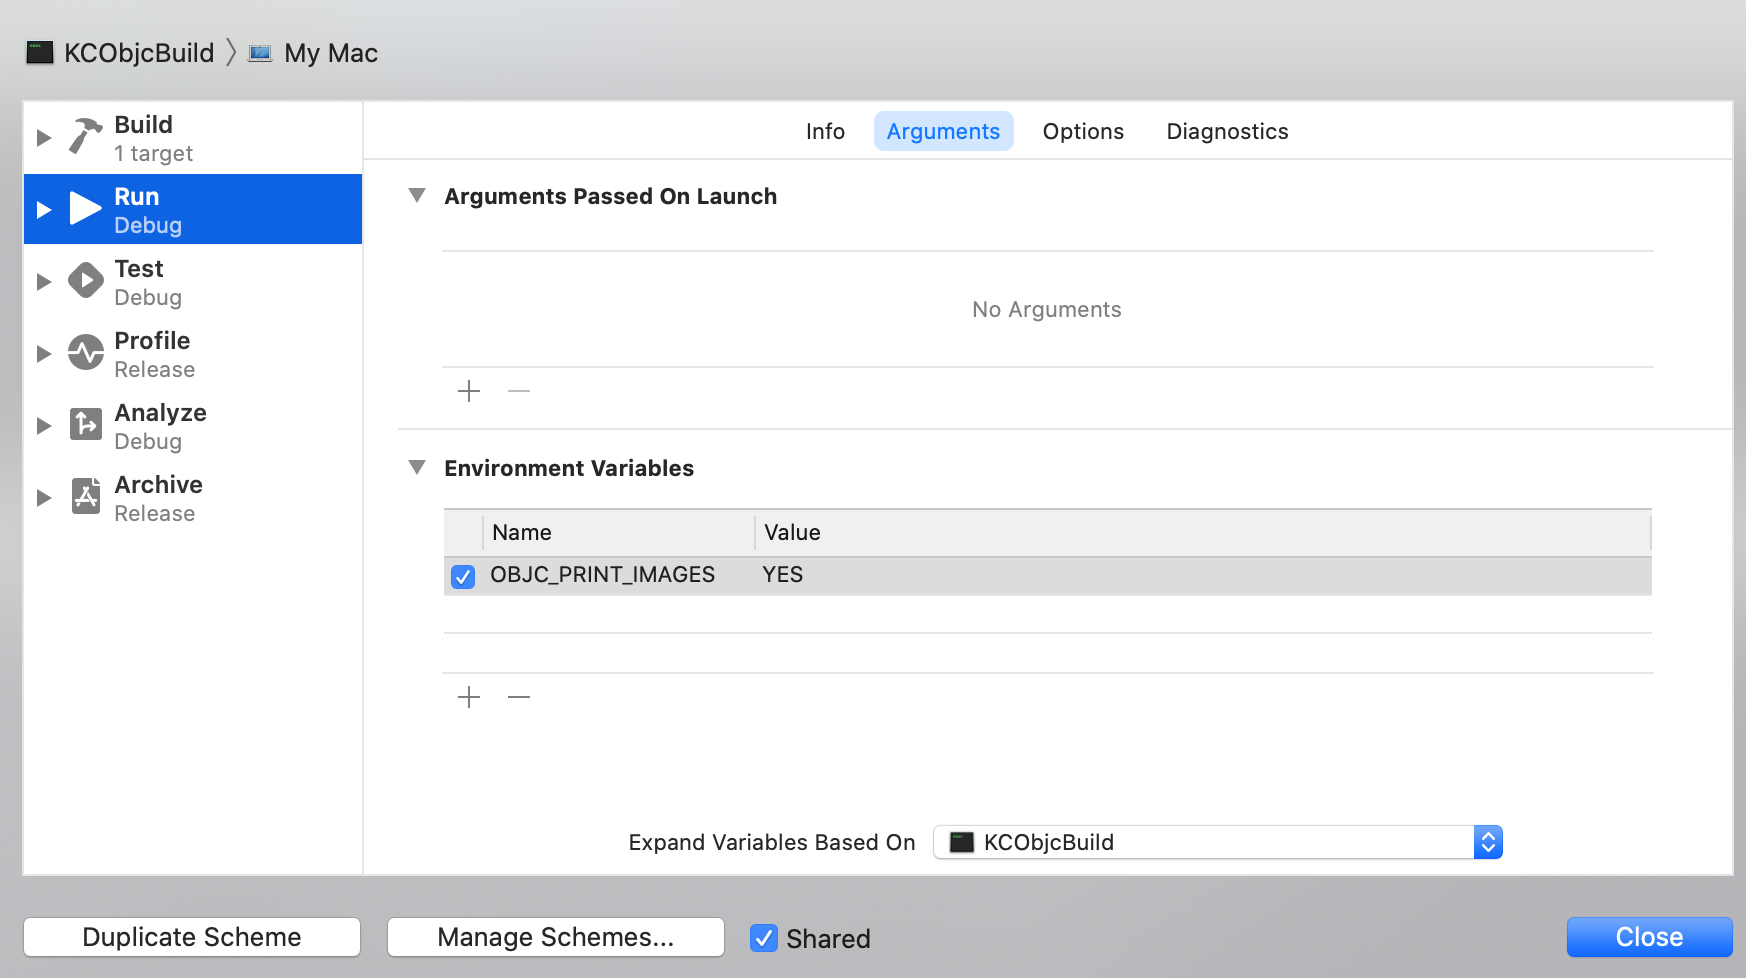 KCObjcBuild 〉 My Mac
Build
1 target
Run
Debug
Test
Debug
Profile
Release
Analyze
Debug
Archive
Release
Info Arguments Options Diagnostics
Arguments Passed On Launch
No Arguments
Environment Variables
Name Value
OBJC_PRINT_IMAGES YES
Expand Variables Based On KCObjcBuild
Duplicate Scheme Manage Schemes... Shared Close